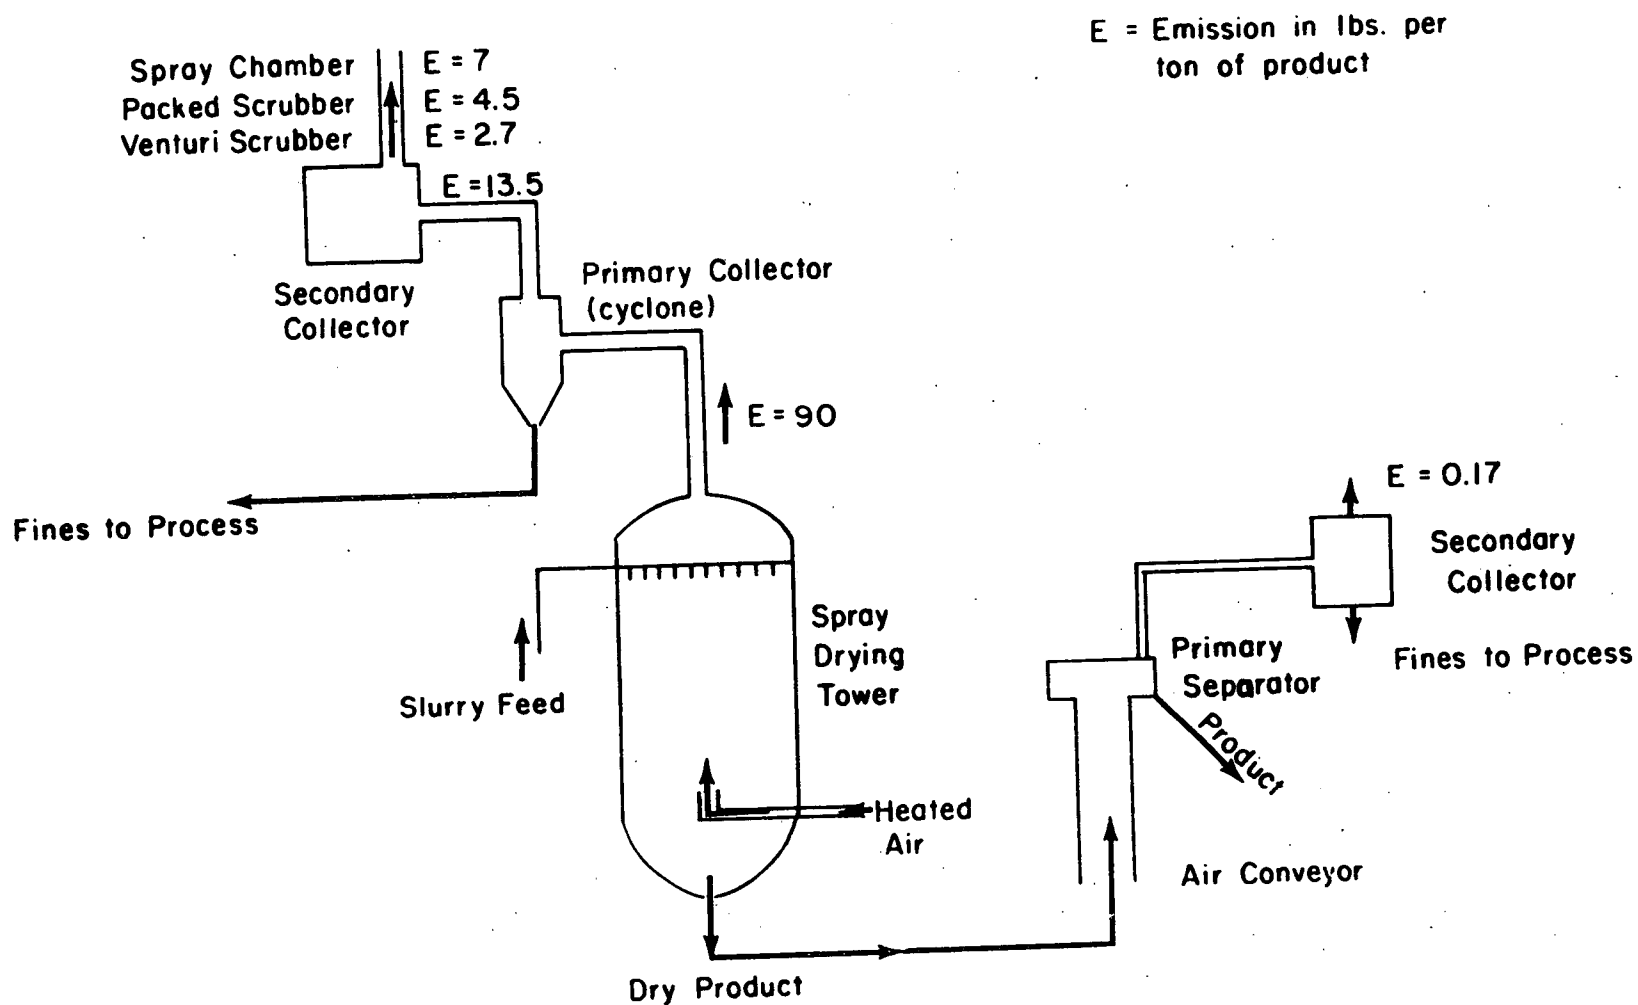 E = Emission in lbs. per
ton of product
Spray Chamber E = 7
Packed Scrubber E = 4.5
Venturi Scrubber E = 2.7
E = 13.5
Secondary
Collector
Primary Collector
(cyclone)
E = 90
Fines to Process
Slurry Feed
Spray
Drying
Tower
Heated
Air
Dry Product
E = 0.17
Secondary
Collector
Fines to Process
Primary
Separator
Product
Air Conveyor